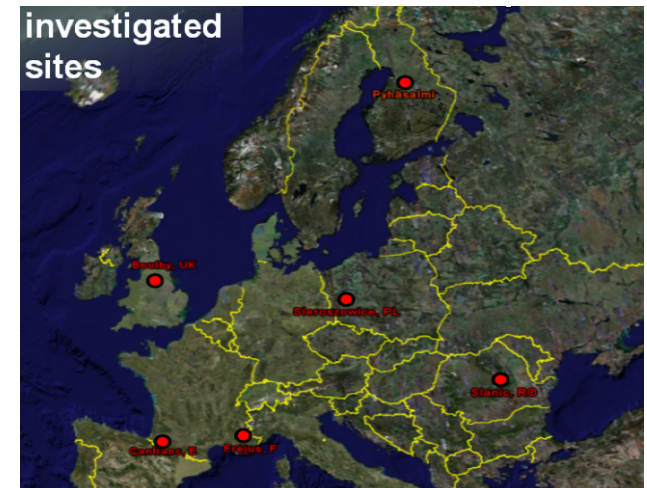 investigated
sites
Pyhäsalmi
Boulby, UK
Sieroszowice, PL
Slanic, RO
Canfranc, E
Frejus, F